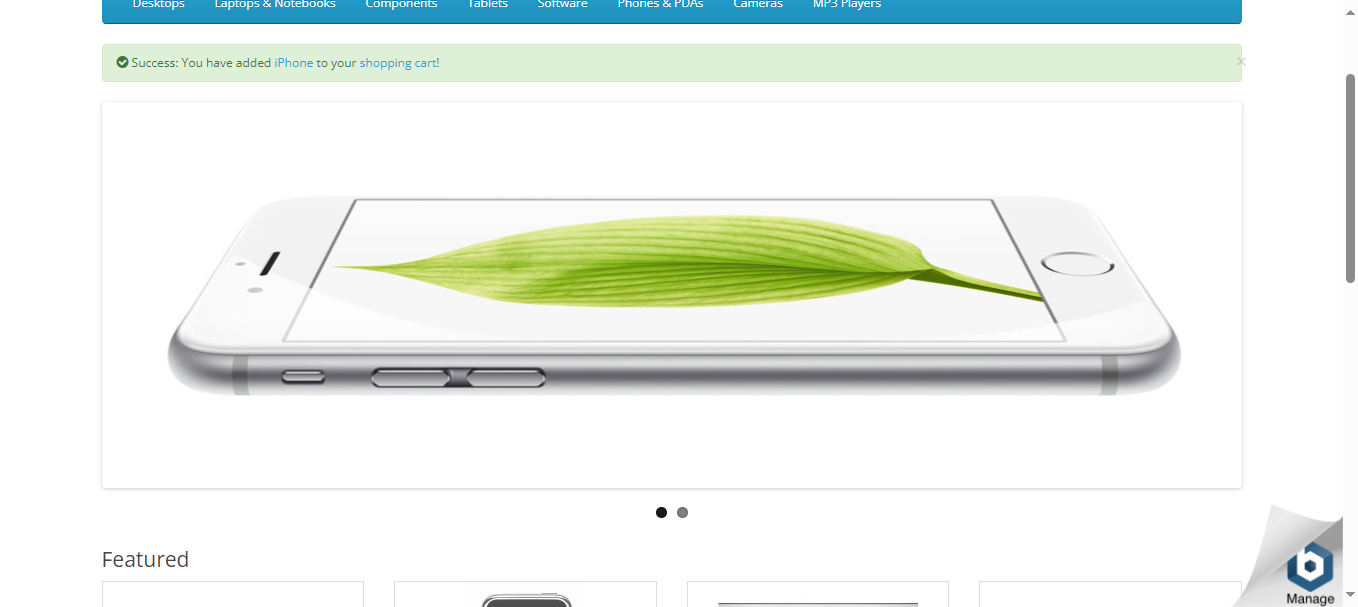 Desktops Laptops & Notebooks Components Tablets Software Phones & PDAs Cameras MP3 Players
Success: You have added iPhone to your shopping cart!
×
Featured
b
Manage